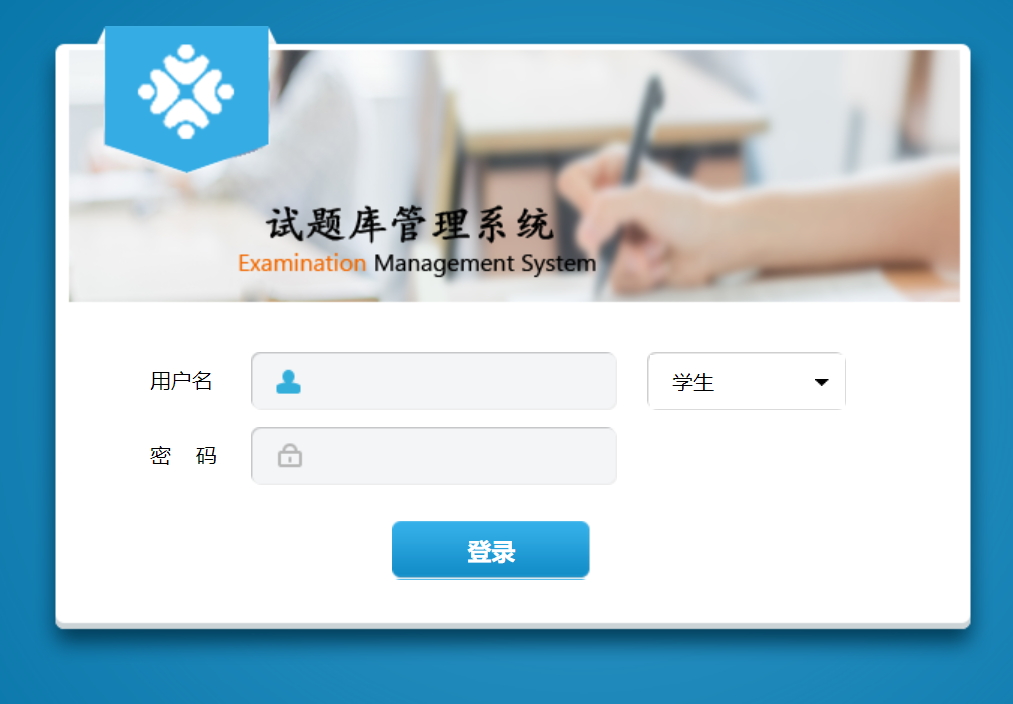 试题库管理系统
Examination Management System
用户名
学生
密 码
登录